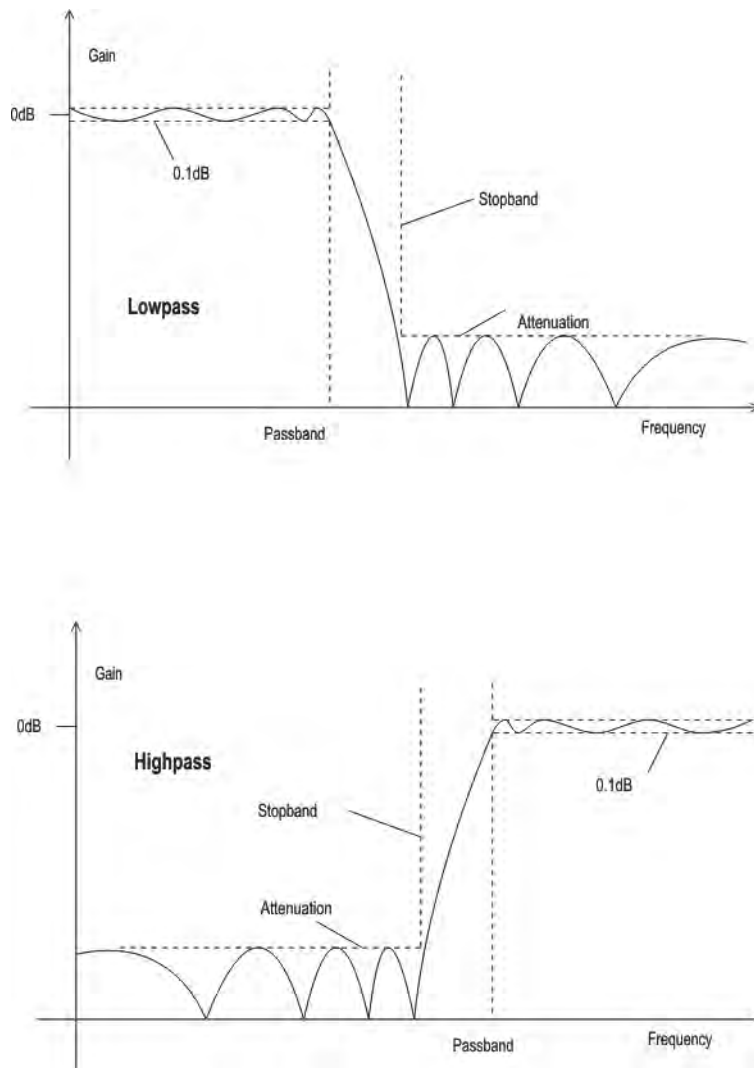 Gain
0dB
0.1dB
Stopband
Lowpass
Attenuation
Passband
Frequency
Gain
0dB
Highpass
0.1dB
Stopband
Attenuation
Passband
Frequency